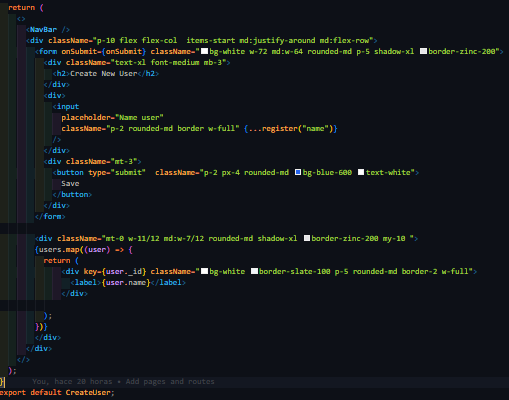 return (
<>
<NavBar />
<div className="p-10 flex flex-col  items-start md:justify-around md:flex-row">
<form onSubmit={onSubmit} className="bg-white w-72 md:w-64 rounded-md p-5 shadow-xl border-zinc-200">
<div className="text-xl font-medium mb-3">
<h2>Create New User</h2>
</div>
<div>
<input
placeholder="Name user"
className="p-2 rounded-md border w-full" {...register("name")}
/>
</div>
<div className="mt-3">
<button type="submit"  className="p-2 px-4 rounded-md bg-blue-600 text-white">
Save
</button>
</div>
</form>
<div className="mt-0 w-11/12 md:w-7/12 rounded-md shadow-xl border-zinc-200 my-10 ">
{users.map((user) => {
return (
<div key={user._id} className="bg-white border-slate-100 p-5 rounded-md border-2 w-full">
<label>{user.name}</label>
</div>
);
})}
</div>
</div>
</>
);
} You, hace 20 horas • Add pages and routes
export default CreateUser;